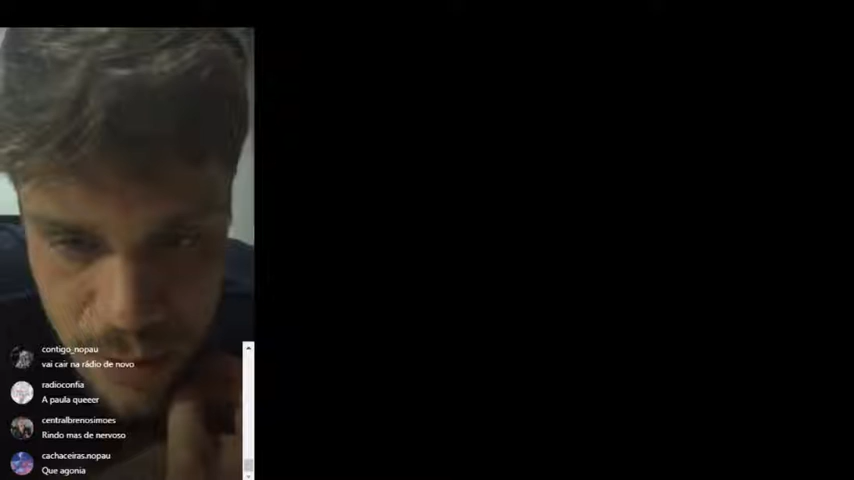 contigo_nopau
vai cair na rádio de novo
radioconfia
A paula queeer
centralbrenosimoes
Rindo mas de nervoso
cachaceiras.nopau
Que agonia